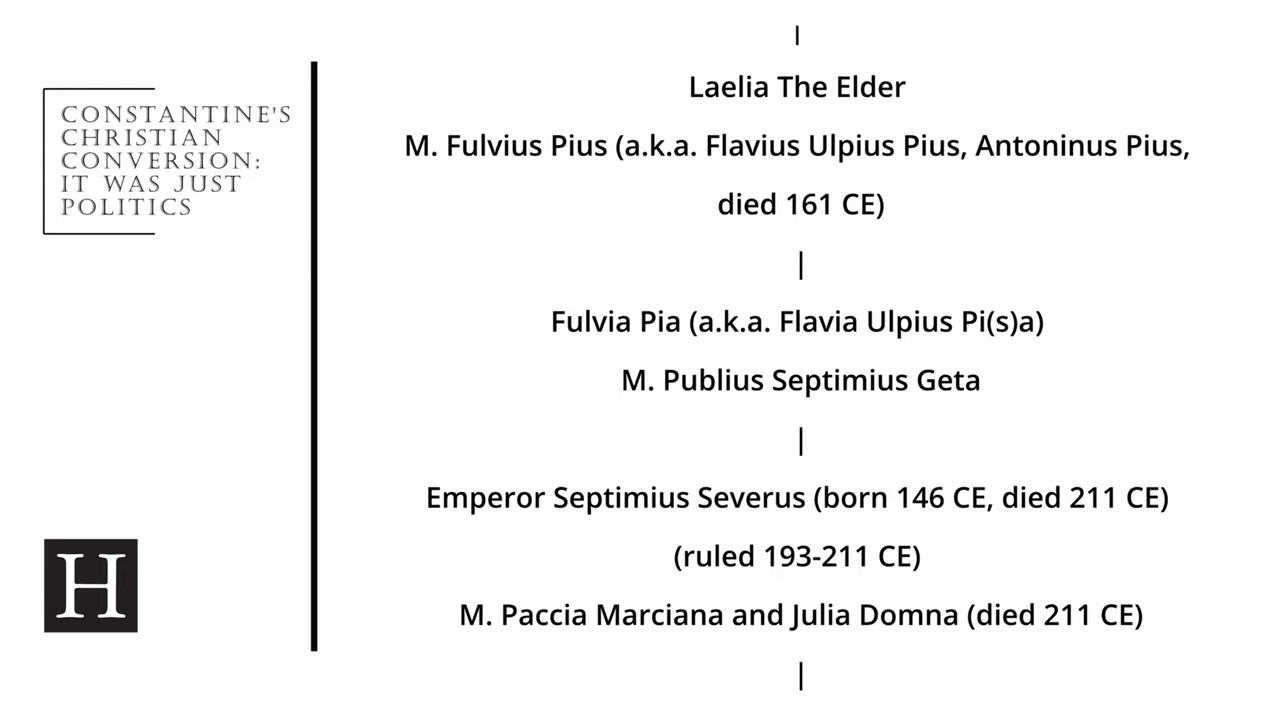 CONSTANTINE'S
CHRISTIAN
CONVERSION:
IT WAS JUST
POLITICS
H
Laelia The Elder
M. Fulvius Pius (a.k.a. Flavius Ulpius Pius, Antoninus Pius,
died 161 CE)
Fulvia Pia (a.k.a. Flavia Ulpius Pi(s)a)
M. Publius Septimius Geta
Emperor Septimius Severus (born 146 CE, died 211 CE)
(ruled 193-211 CE)
M. Paccia Marciana and Julia Domna (died 211 CE)